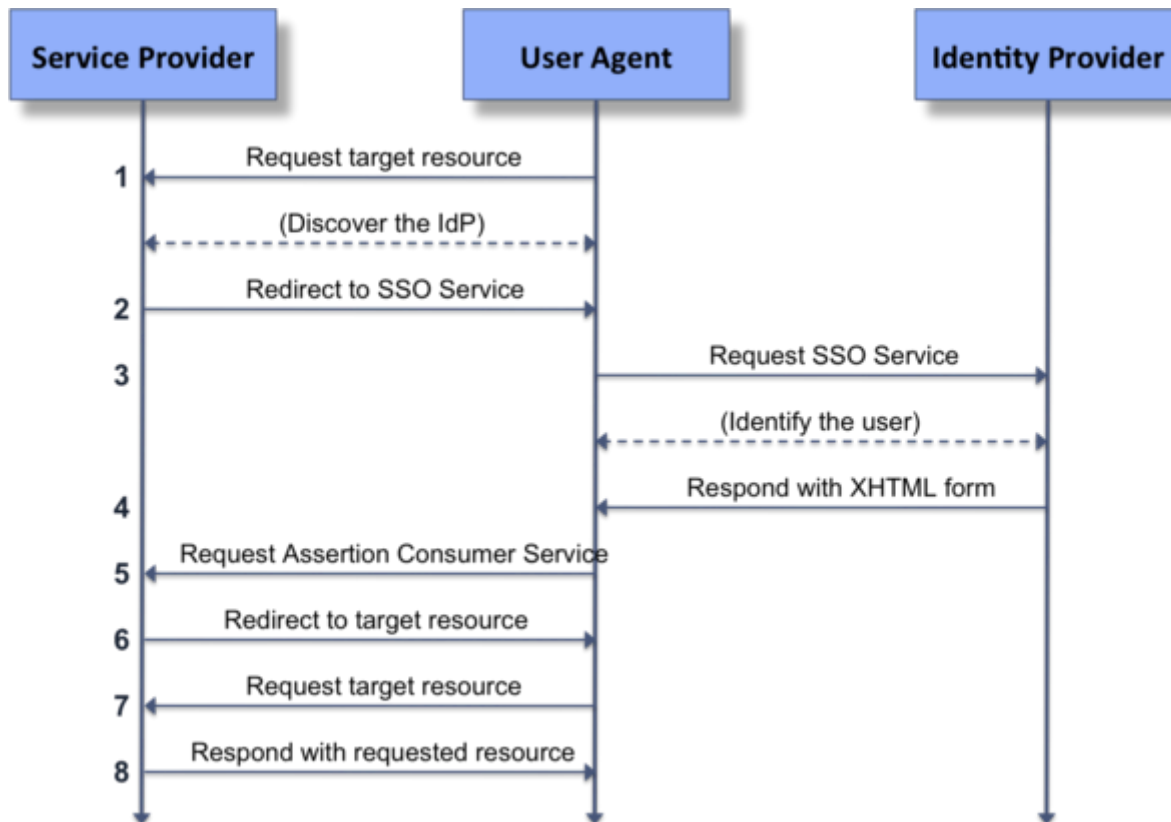 Service Provider
User Agent
Identity Provider
Request target resource
1
(Discover the IdP)
Redirect to SSO Service
2
Request SSO Service
3
(Identify the user)
Respond with XHTML form
4
Request Assertion Consumer Service
5
Redirect to target resource
6
Request target resource
7
Respond with requested resource
8